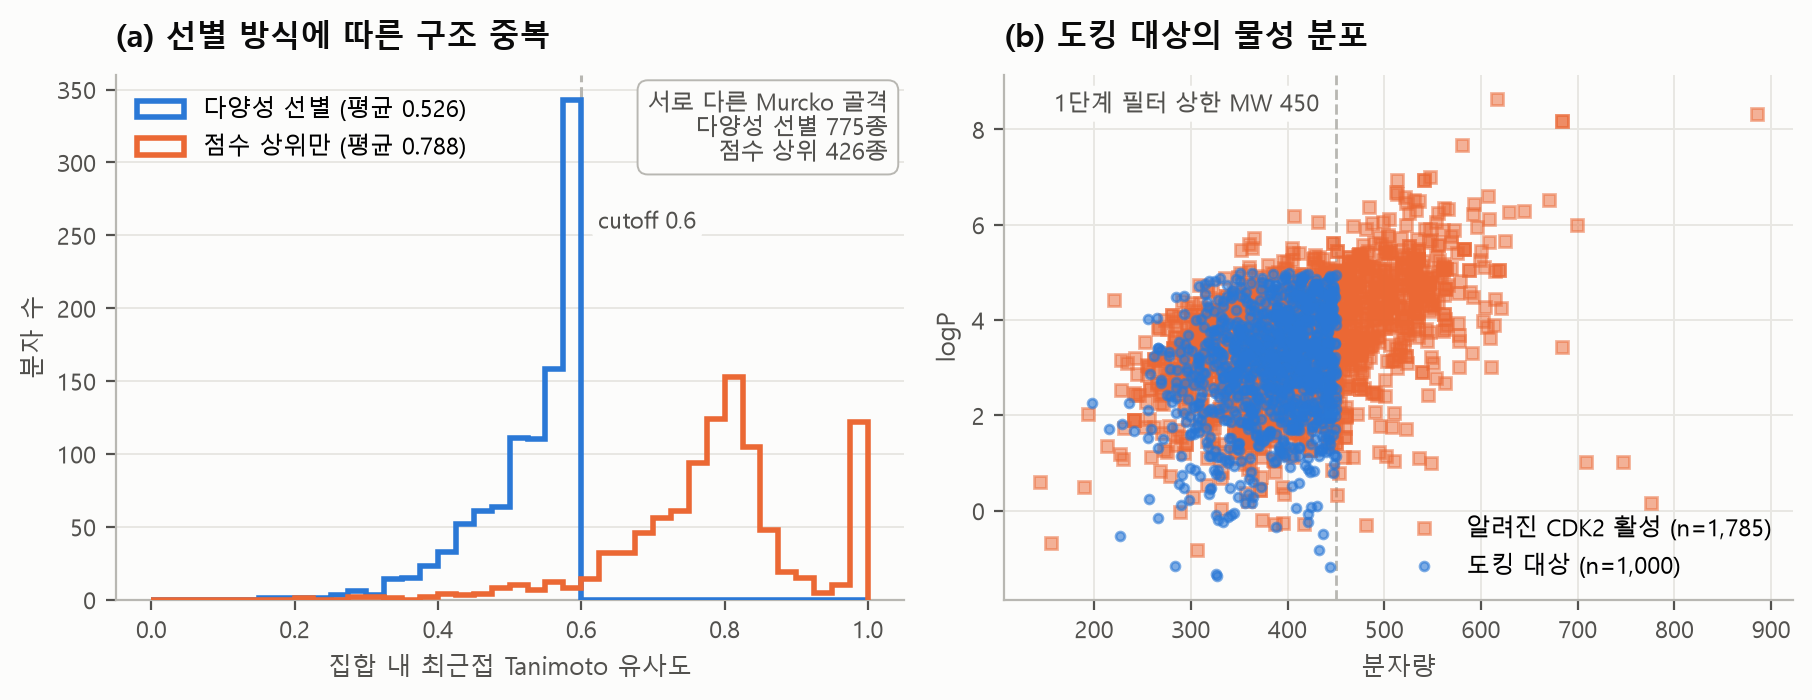 (a) 선별 방식에 따른 구조 중복
350
300
250
200
150
100
50
0
분자 수
다양성 선별 (평균 0.526)
점수 상위만 (평균 0.788)
서로 다른 Murcko 골격
다양성 선별 775종
점수 상위 426종
cutoff 0.6
0.0 0.2 0.4 0.6 0.8 1.0
집합 내 최근접 Tanimoto 유사도
(b) 도킹 대상의 물성 분포
1단계 필터 상한 MW 450
8
6
4
2
0
logP
알려진 CDK2 활성 (n=1,785)
도킹 대상 (n=1,000)
200 300 400 500 600 700 800 900
분자량